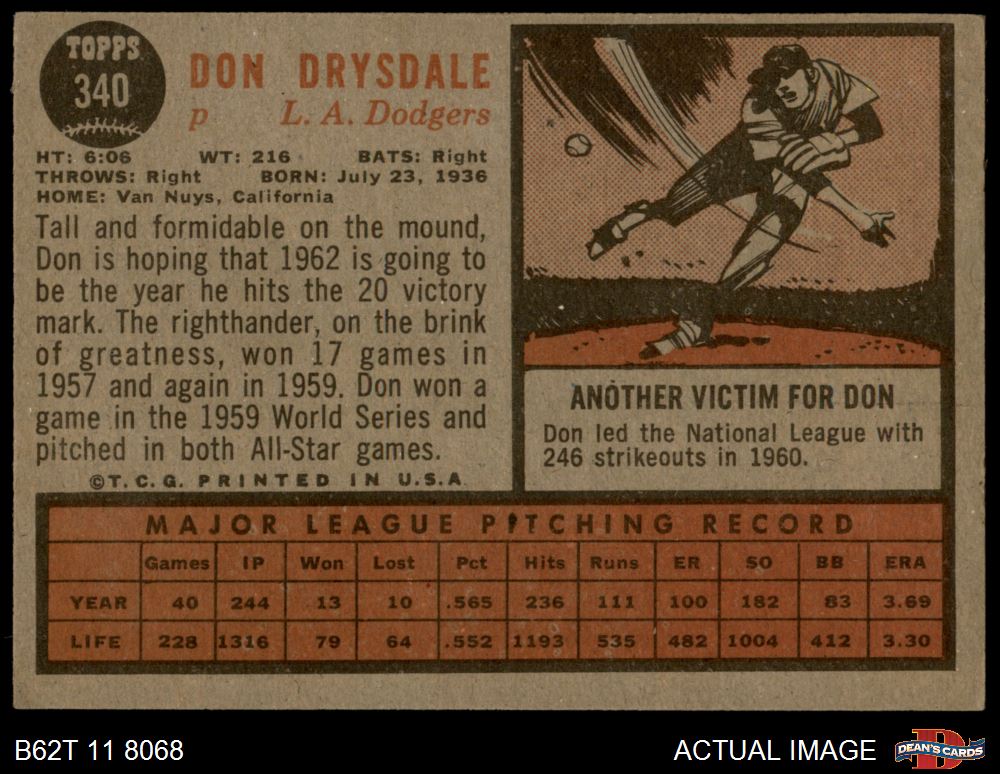 TOPPS
340
DON DRYSDALE
p L. A. Dodgers
HT: 6:06 WT: 216 BATS: Right
THROWS: Right BORN: July 23, 1936
HOME: Van Nuys, California
Tall and formidable on the mound,
Don is hoping that 1962 is going to
be the year he hits the 20 victory
mark. The righthander, on the brink
of greatness, won 17 games in
1957 and again in 1959. Don won a
game in the 1959 World Series and
pitched in both All-Star games.
©T. C. G. PRINTED IN U.S.A.
ANOTHER VICTIM FOR DON
Don led the National League with
246 strikeouts in 1960.
MAJOR LEAGUE PITCHING RECORD
Games IP Won Lost Pct Hits Runs ER SO BB ERA
YEAR 40 244 13 10 .565 236 111 100 182 83 3.69
LIFE 228 1316 79 64 .552 1193 535 482 1004 412 3.30
B62T 11 8068
ACTUAL IMAGE
D
DEAN'S CARDS